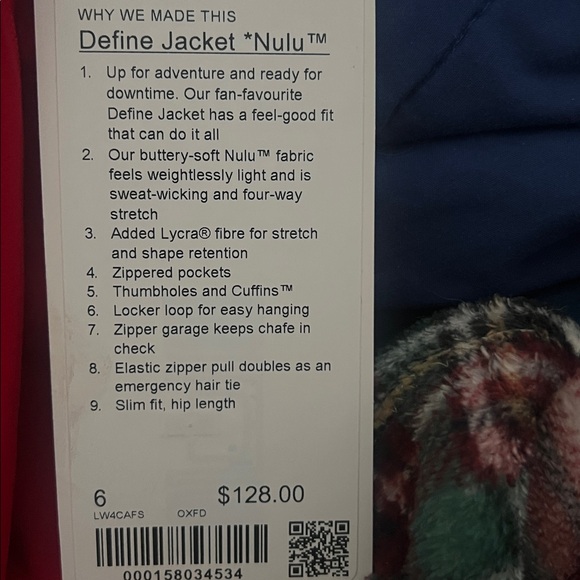 WHY WE MADE THIS
Define Jacket *Nulu™
1. Up for adventure and ready for
downtime. Our fan-favourite
Define Jacket has a feel-good fit
that can do it all
2. Our buttery-soft Nulu™ fabric
feels weightlessly light and is
sweat-wicking and four-way
stretch
3. Added Lycra® fibre for stretch
and shape retention
4. Zippered pockets
5. Thumbholes and Cuffins™
6. Locker loop for easy hanging
7. Zipper garage keeps chafe in
check
8. Elastic zipper pull doubles as an
emergency hair tie
9. Slim fit, hip length
6 $128.00
LW4CAFS OXFD
000158034534